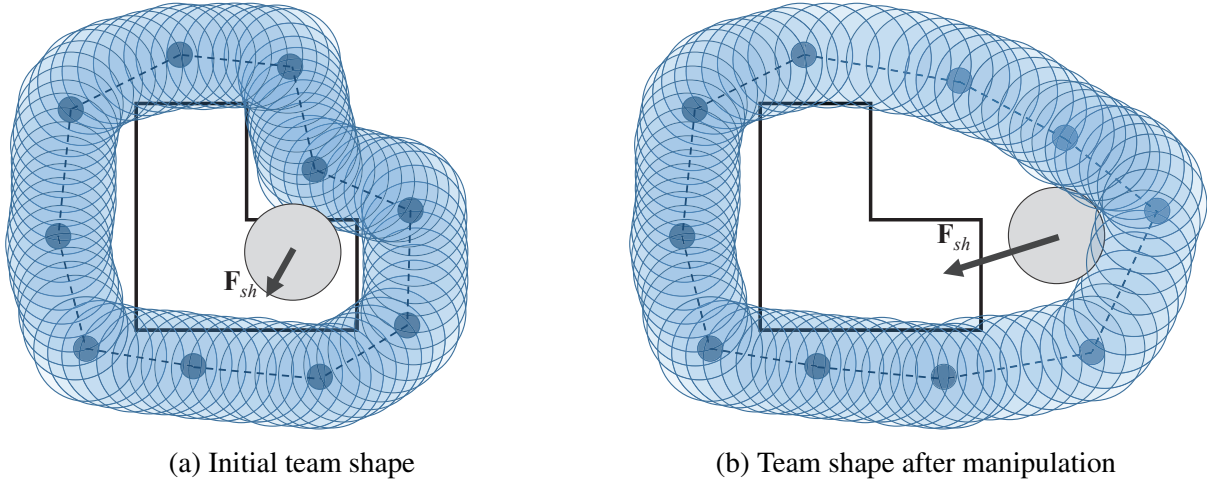 F_sh
F_sh
(a) Initial team shape
(b) Team shape after manipulation